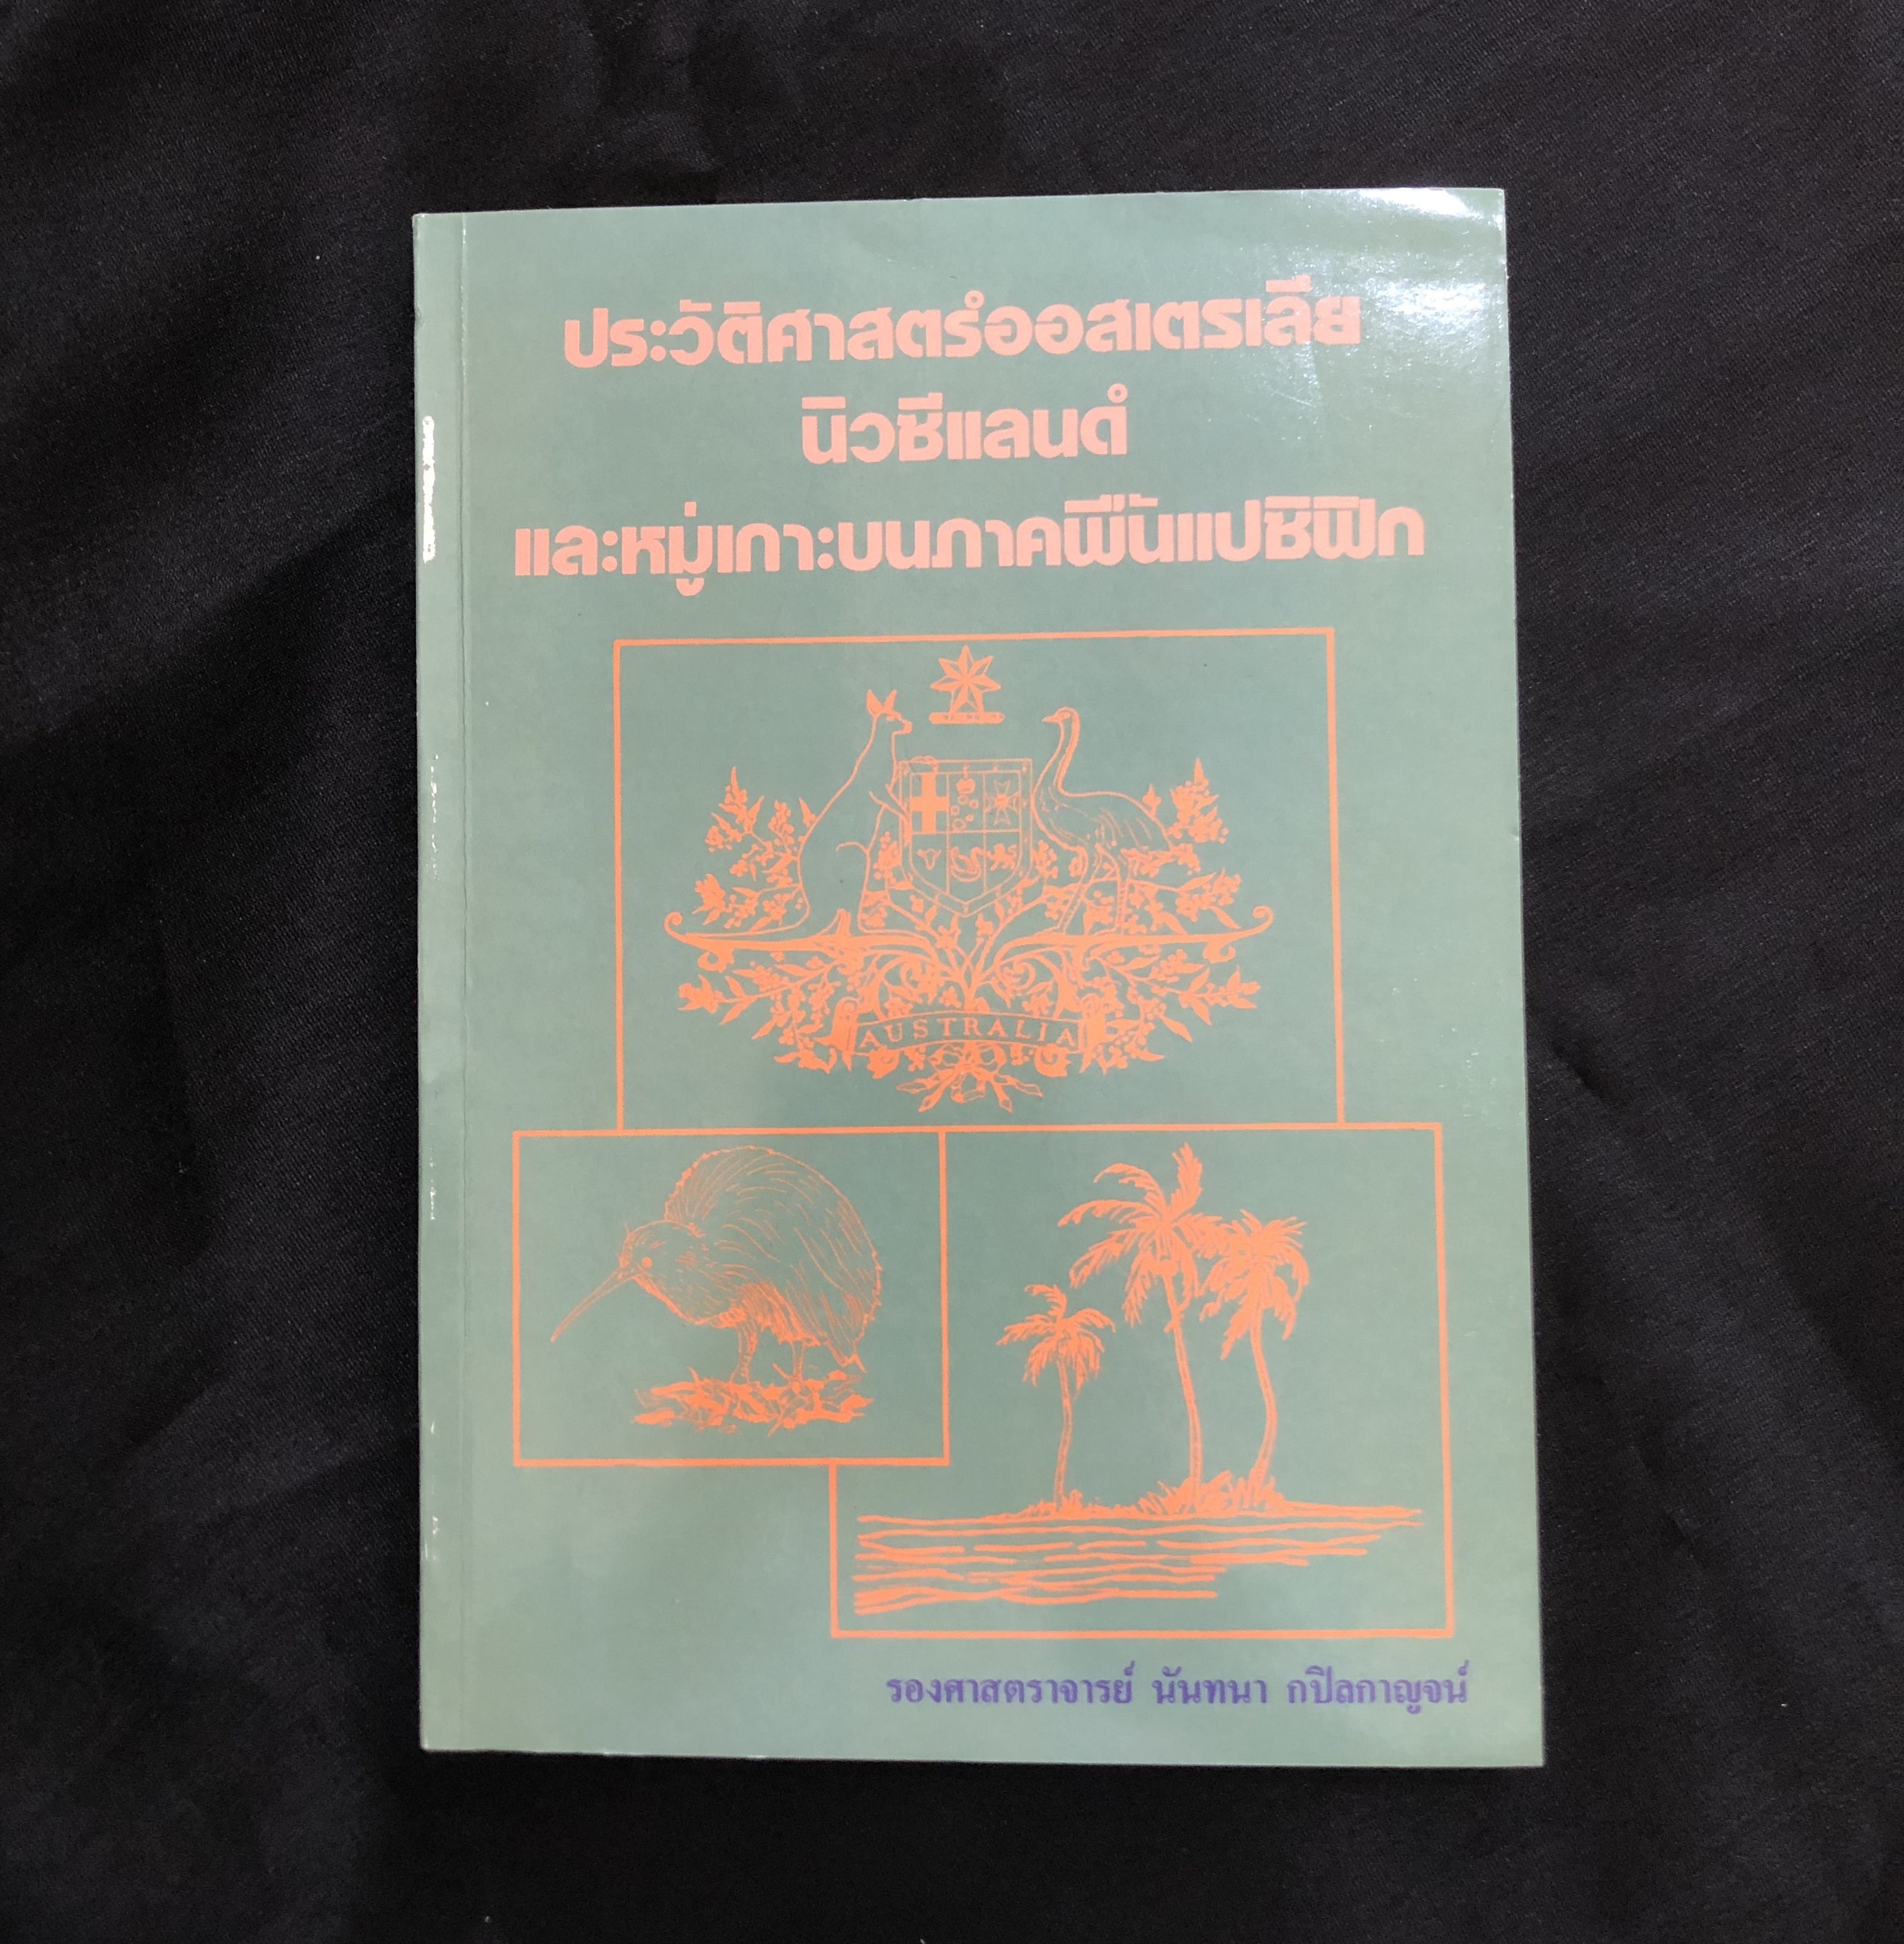 ประวัติศาสตร์ออสเตรเลีย
นิวซีแลนด์
และหมู่เกาะบนภาคพื้นแปซิฟิก
AUSTRALIA
รองศาสตราจารย์ นันทนา กปิลกาญจน์